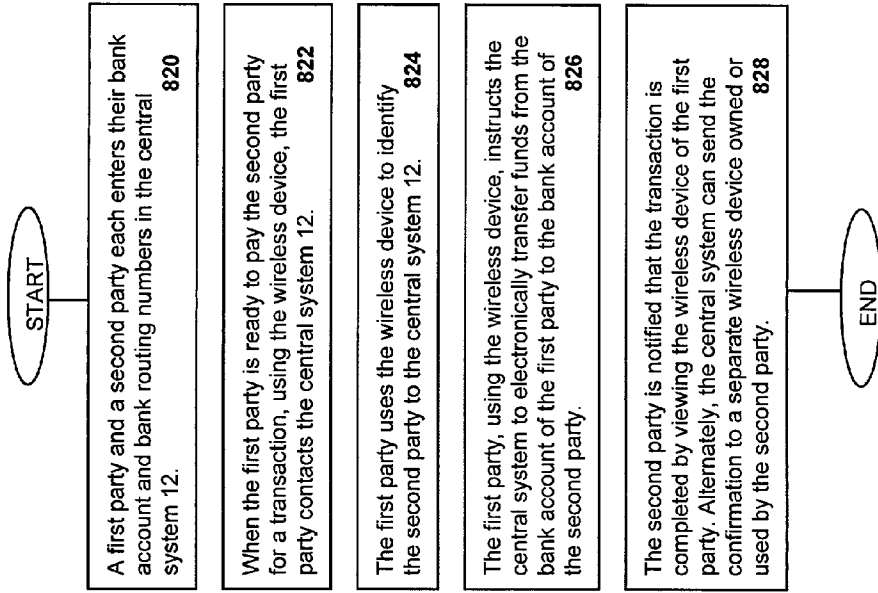 START
A first party and a second party each enters their bank
account and bank routing numbers in the central
system 12. 820
When the first party is ready to pay the second party
for a transaction, using the wireless device, the first
party contacts the central system 12. 822
The first party uses the wireless device to identify
the second party to the central system 12. 824
The first party, using the wireless device, instructs the
central system to electronically transfer funds from the
bank account of the first party to the bank account of
the second party. 826
The second party is notified that the transaction is
completed by viewing the wireless device of the first
party. Alternately, the central system can send the
confirmation to a separate wireless device owned or
used by the second party. 828
END